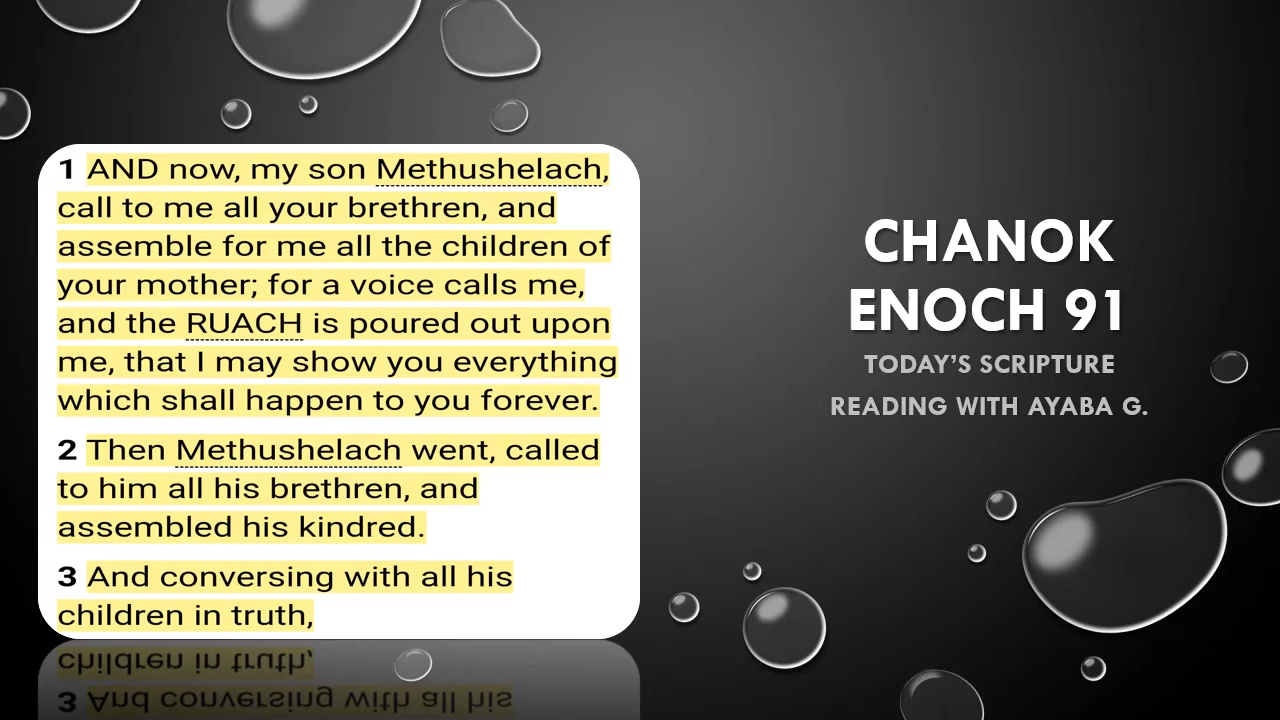 1 AND now, my son Methushelach,
call to me all your brethren, and
assemble for me all the children of
your mother; for a voice calls me,
and the RUACH is poured out upon
me, that I may show you everything
which shall happen to you forever.
2 Then Methushelach went, called
to him all his brethren, and
assembled his kindred.
3 And conversing with all his
children in truth,
CHANOK
ENOCH 91
TODAY'S SCRIPTURE
READING WITH AYABA G.